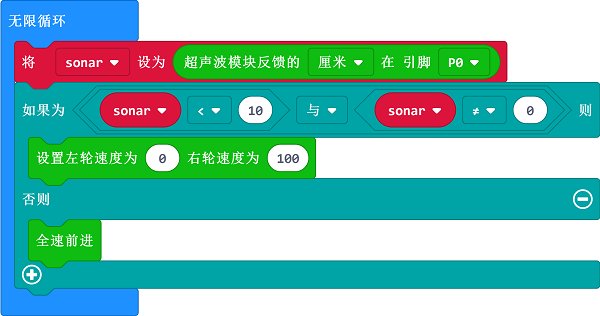 无限循环
将 sonar 设为 超声波模块反馈的 厘米 在 引脚 P0
如果为 sonar < 10 与 sonar ≠ 0 则
设置左轮速度为 0 右轮速度为 100
否则
全速前进